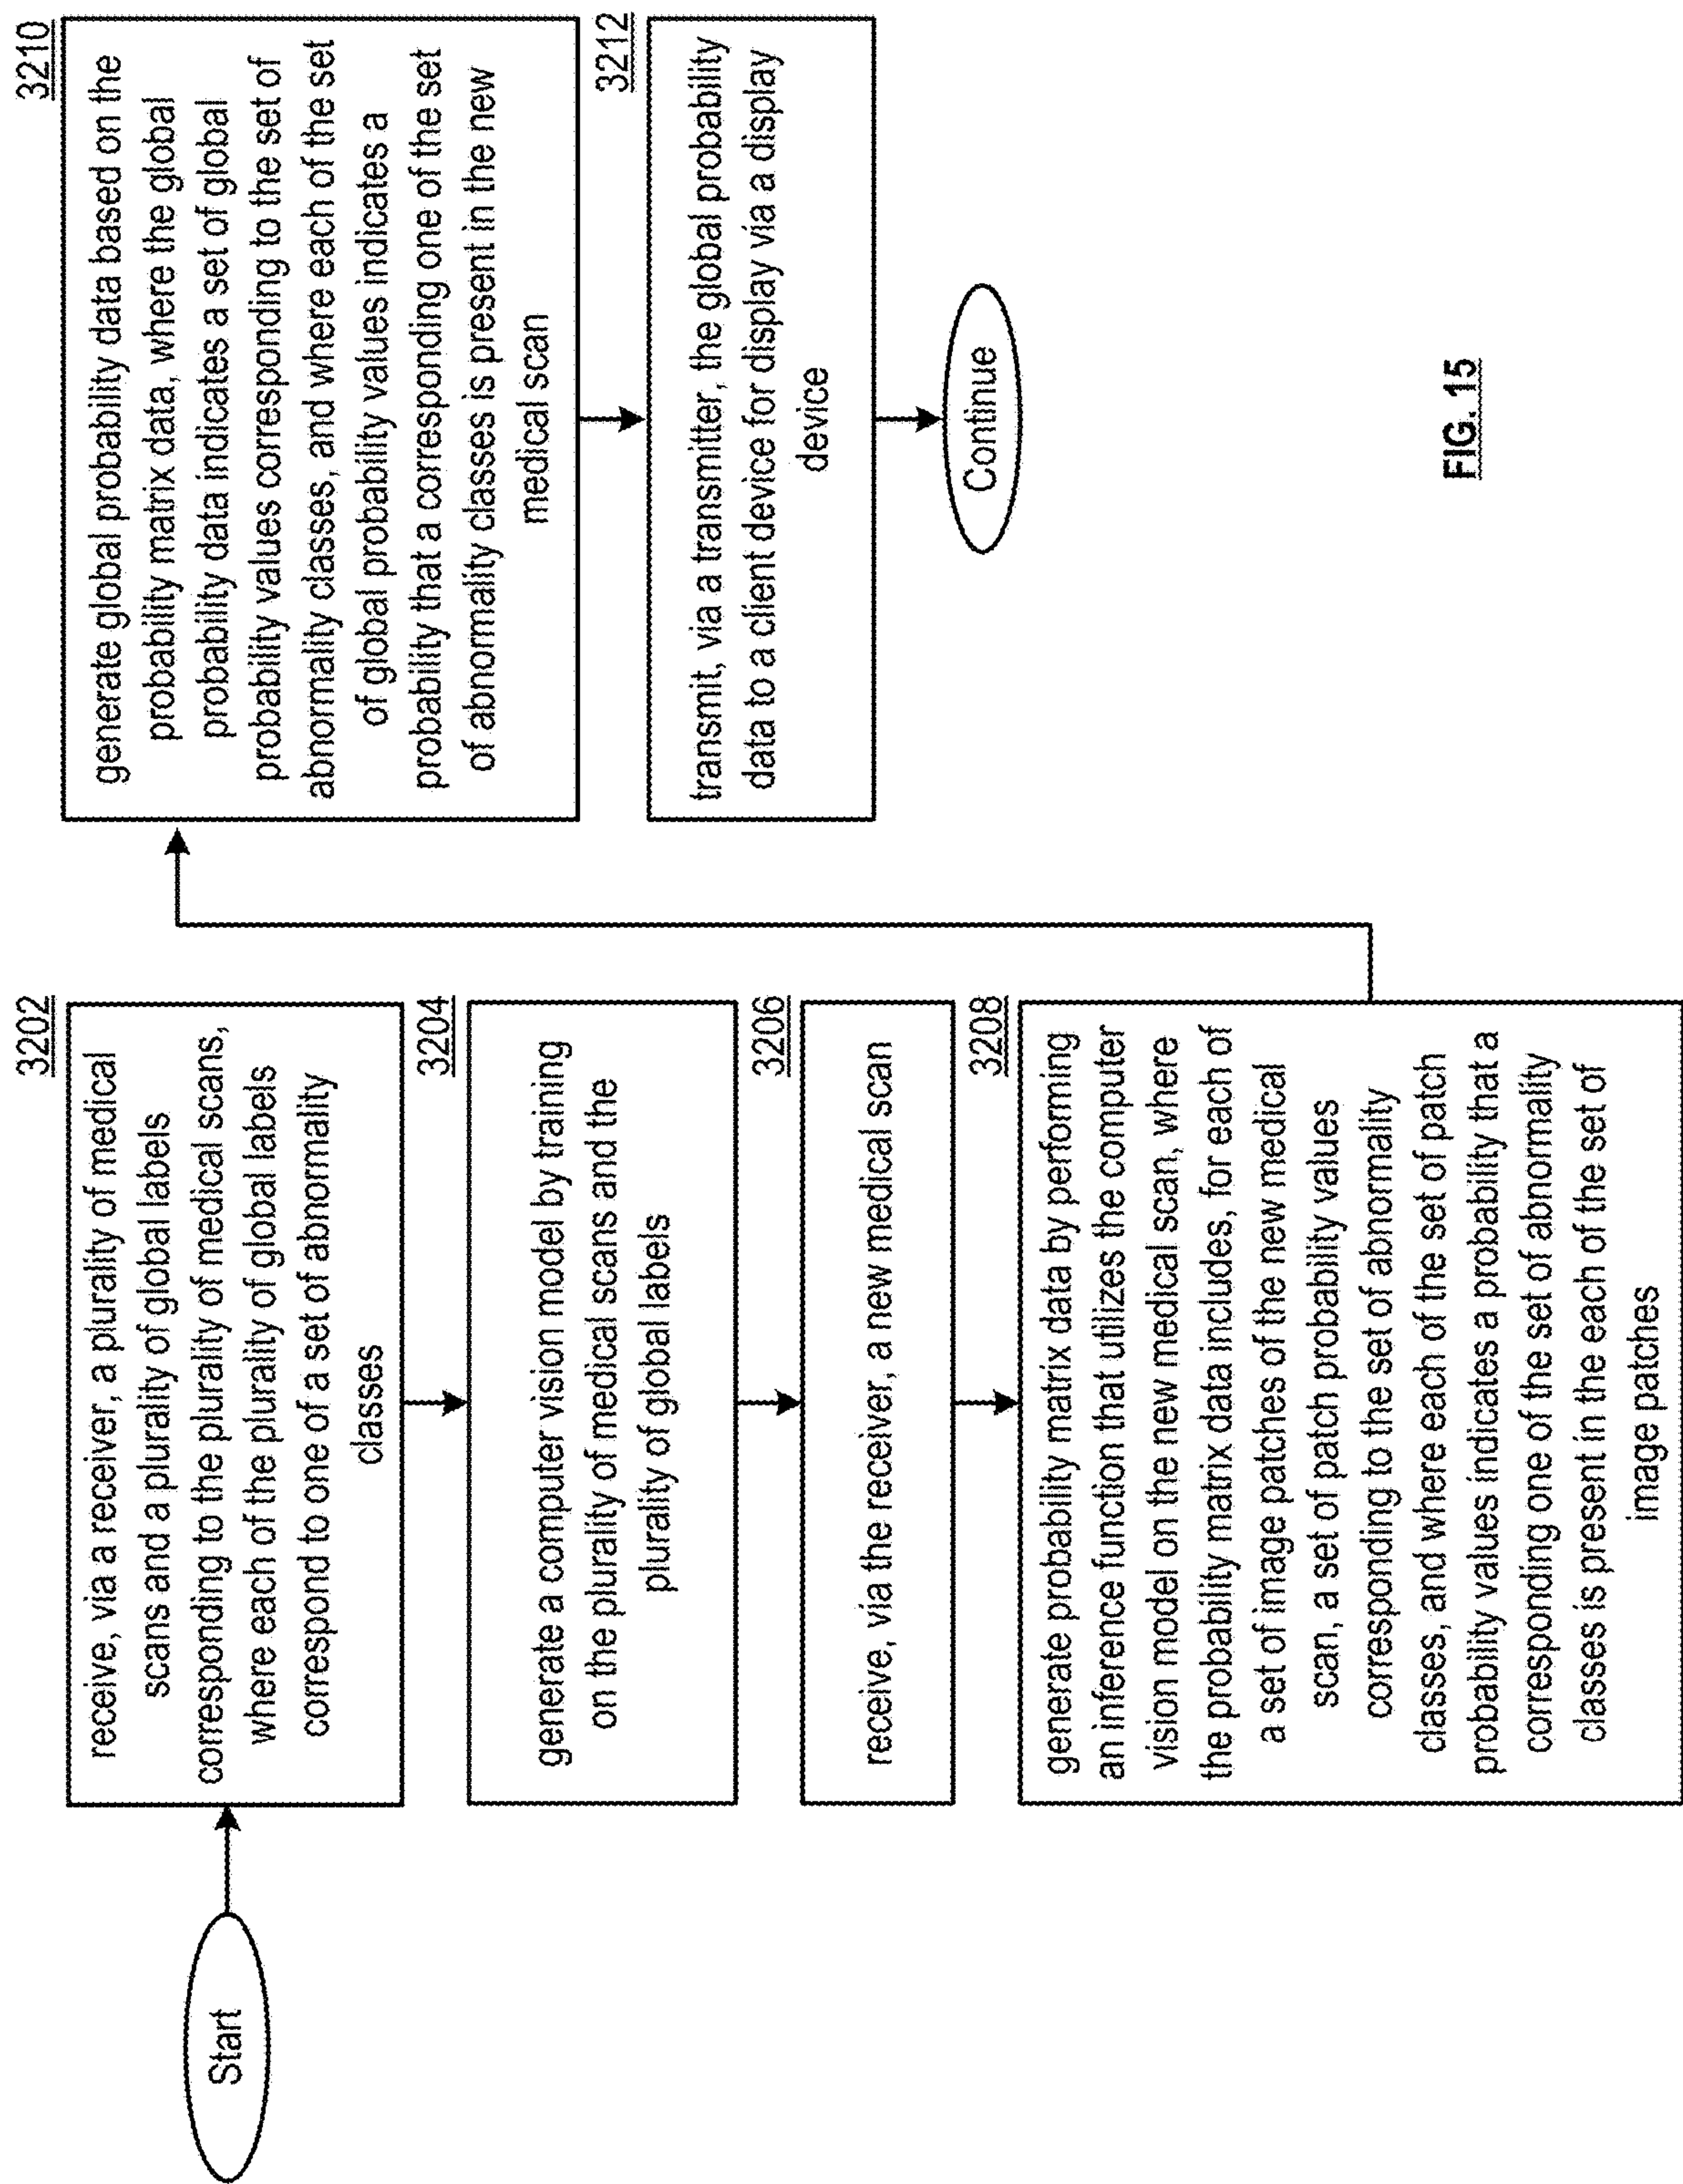 Start
3202
receive, via a receiver, a plurality of medical
scans and a plurality of global labels
corresponding to the plurality of medical scans,
where each of the plurality of global labels
correspond to one of a set of abnormality
classes
3204
generate a computer vision model by training
on the plurality of medical scans and the
plurality of global labels
3206
receive, via the receiver, a new medical scan
3208
generate probability matrix data by performing
an inference function that utilizes the computer
vision model on the new medical scan, where
the probability matrix data includes, for each of
a set of image patches of the new medical
scan, a set of patch probability values
corresponding to the set of abnormality
classes, and where each of the set of patch
probability values indicates a probability that a
corresponding one of the set of abnormality
classes is present in the each of the set of
image patches
3210
generate global probability data based on the
probability matrix data, where the global
probability data indicates a set of global
probability values corresponding to the set of
abnormality classes, and where each of the set
of global probability values indicates a
probability that a corresponding one of the set
of abnormality classes is present in the new
medical scan
3212
transmit, via a transmitter, the global probability
data to a client device for display via a display
device
Continue
FIG. 15